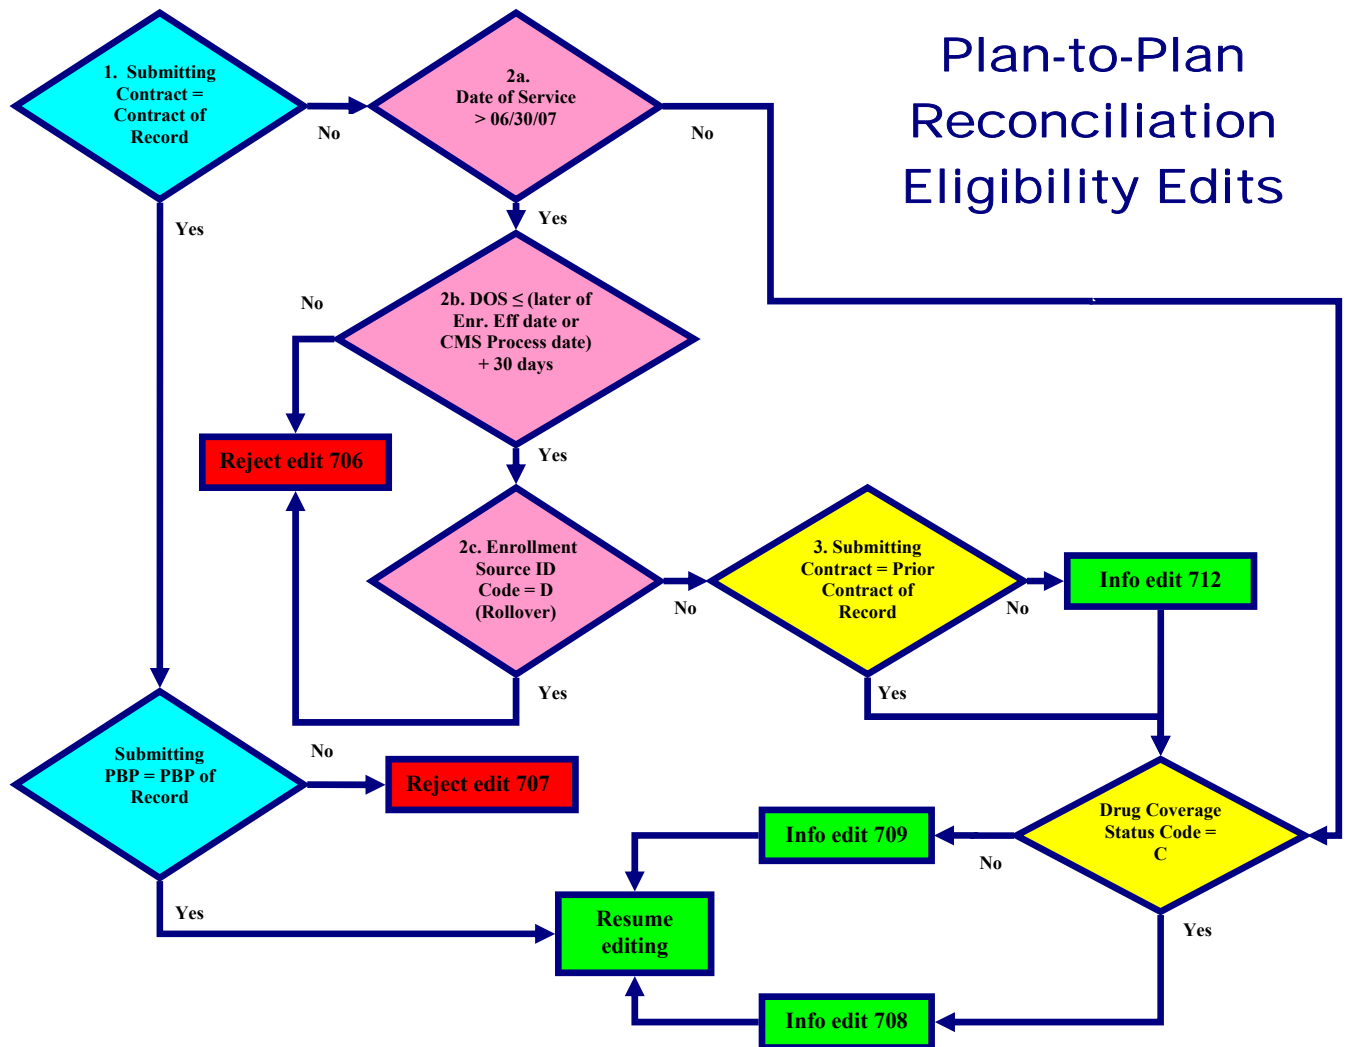 Plan-to-Plan
Reconciliation
Eligibility Edits
1. Submitting
Contract =
Contract of
Record
No
Yes
2a.
Date of Service
> 06/30/07
No
Yes
2b. DOS ≤ (later of
Enr. Eff date or
CMS Process date)
+ 30 days
No
Yes
Reject edit 706
2c. Enrollment
Source ID
Code = D
(Rollover)
No
Yes
3. Submitting
Contract = Prior
Contract of
Record
No
Yes
Info edit 712
Submitting
PBP = PBP of
Record
No
Yes
Reject edit 707
Drug Coverage
Status Code =
C
No
Yes
Info edit 709
Resume
editing
Info edit 708